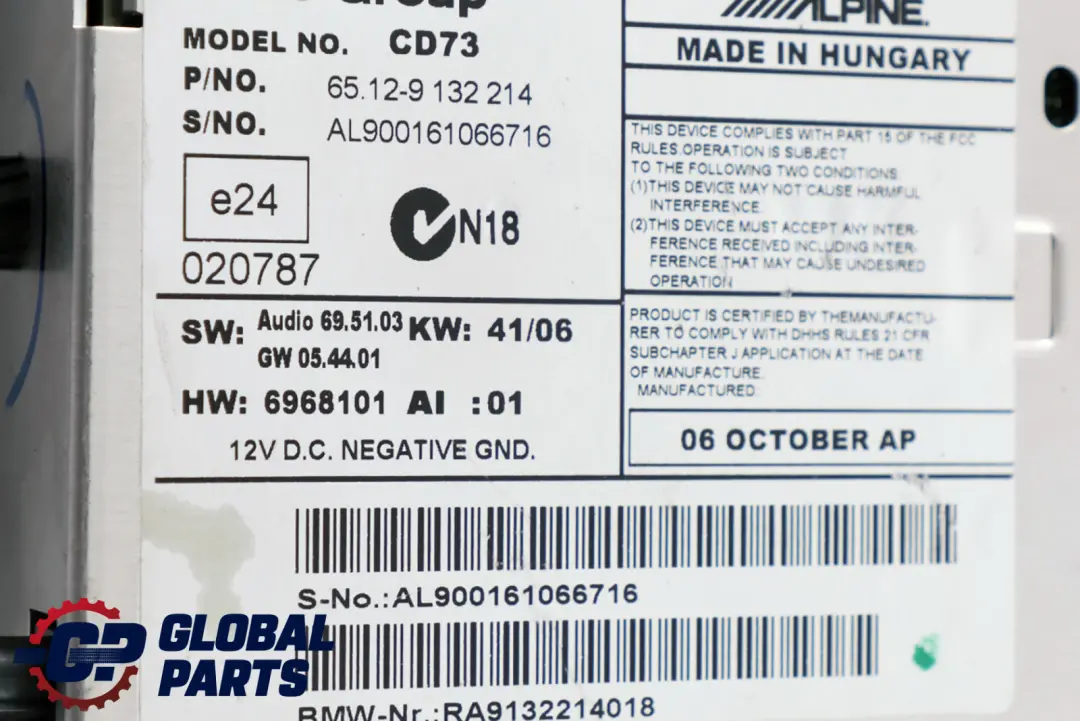 Group
MODEL NO. CD73
P/NO. 65.12-9 132 214
S/NO. AL900161066716
e24
020787
N18
SW: Audio 69.51.03 KW: 41/06
GW 05.44.01
HW: 6968101 AI :01
12V D.C. NEGATIVE GND.
ALPINE.
MADE IN HUNGARY
THIS DEVICE COMPLIES WITH PART 15 OF THE FCC
RULES.OPERATION IS SUBJECT
TO THE FOLLOWING TWO CONDITIONS.
(1)THIS DEVICE MAY NOT CAUSE HARMFUL
INTERFERENCE.
(2)THIS DEVICE MUST ACCEPT ANY INTER-
FERENCE RECEIVED INCLUDING INTER-
FERENCE THAT MAY CAUSE UNDESIRED
OPERATION
PRODUCT IS CERTIFIED BY THEMANUFACTU-
RER TO COMPLY WITH DHHS RULES 21 CFR
SUBCHAPTER J APPLICATION AT THE DATE
OF MANUFACTURE.
MANUFACTURED:
06 OCTOBER AP
S-No.:AL900161066716
BMW-Nr.:RA9132214018
GP GLOBAL
PARTS